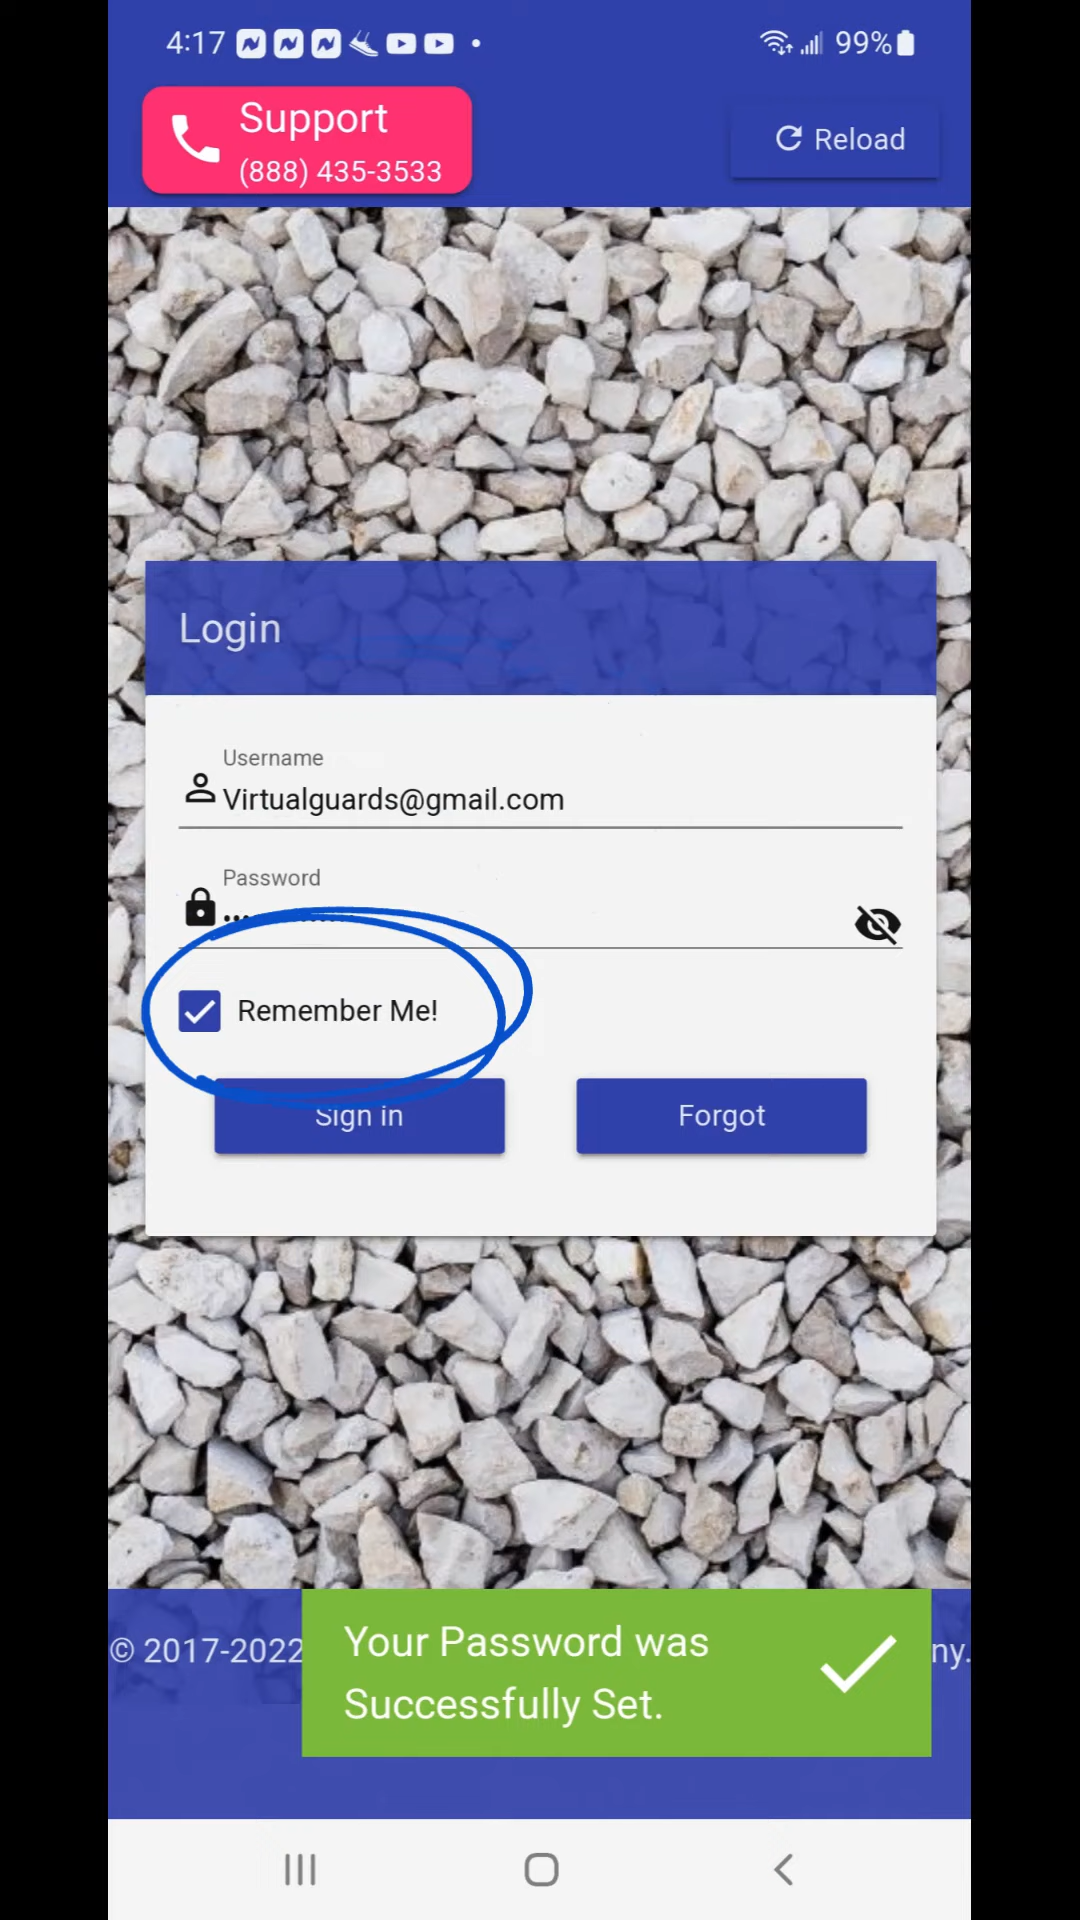 4:17
99%
Support
(888) 435-3533
Reload
Login
Username
Virtualguards@gmail.com
Password
Remember Me!
Sign in
Forgot
© 2017-2022
ny.
Your Password was
Successfully Set.